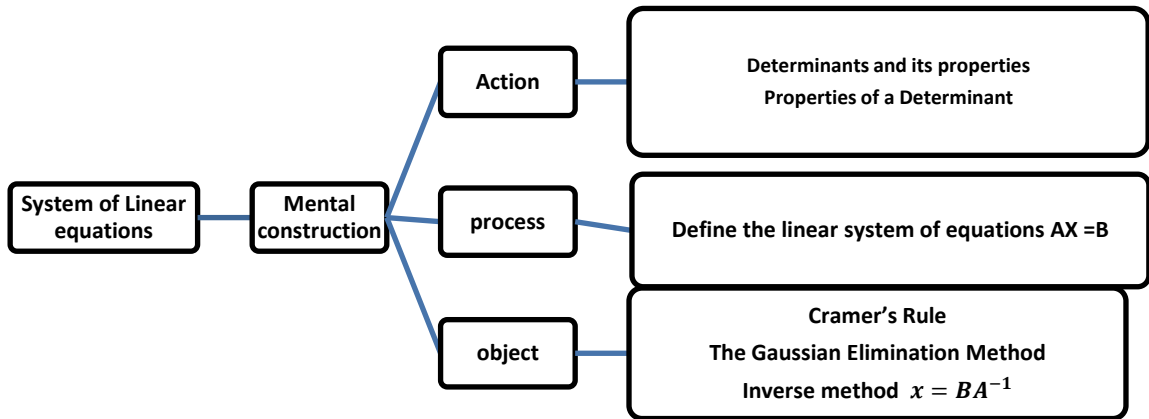 System of Linear
equations
Mental
construction
Action
Determinants and its properties
Properties of a Determinant
process
Define the linear system of equations AX =B
object
Cramer's Rule
The Gaussian Elimination Method
Inverse method x = BA⁻¹